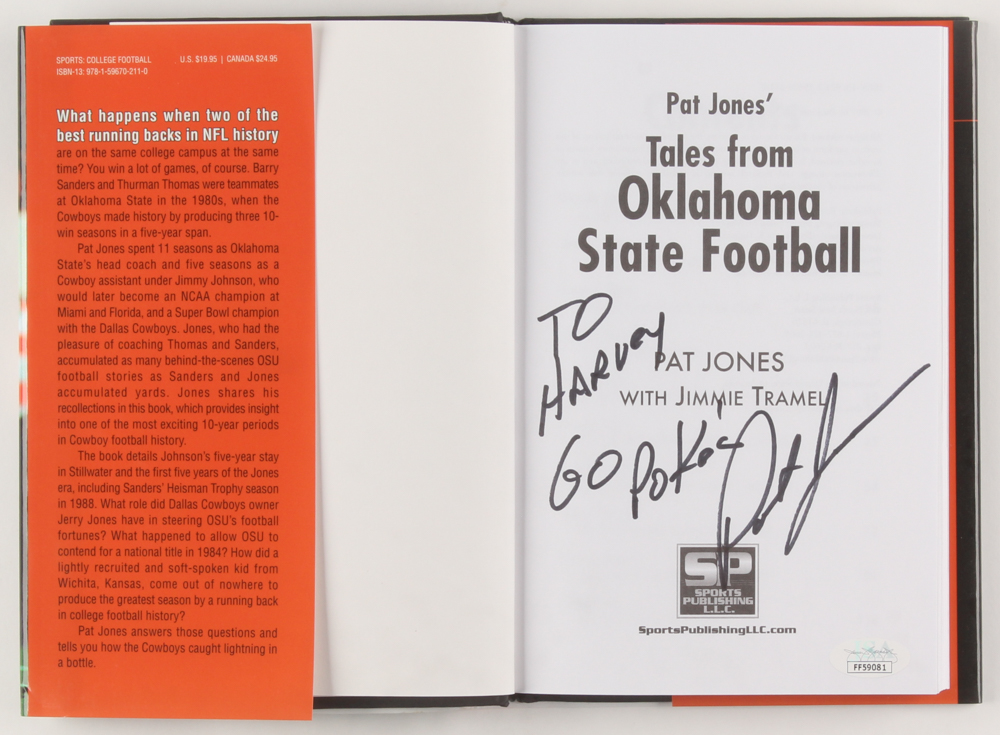 SPORTS: COLLEGE FOOTBALL U.S. $19.95 | CANADA $24.95
ISBN-13: 978-1-59670-211-0
What happens when two of the
best running backs in NFL history
are on the same college campus at the same
time? You win a lot of games, of course. Barry
Sanders and Thurman Thomas were teammates
at Oklahoma State in the 1980s, when the
Cowboys made history by producing three 10-
win seasons in a five-year span.
Pat Jones spent 11 seasons as Oklahoma
State's head coach and five seasons as a
Cowboy assistant under Jimmy Johnson, who
would later become an NCAA champion at
Miami and Florida, and a Super Bowl champion
with the Dallas Cowboys. Jones, who had the
pleasure of coaching Thomas and Sanders,
accumulated as many behind-the-scenes OSU
football stories as Sanders and Jones
accumulated yards. Jones shares his
recollections in this book, which provides insight
into one of the most exciting 10-year periods
in Cowboy football history.
The book details Johnson's five-year stay
in Stillwater and the first five years of the Jones
era, including Sanders' Heisman Trophy season
in 1988. What role did Dallas Cowboys owner
Jerry Jones have in steering OSU's football
fortunes? What happened to allow OSU to
contend for a national title in 1984? How did a
lightly recruited and soft-spoken kid from
Wichita, Kansas, come out of nowhere to
produce the greatest season by a running back
in college football history?
Pat Jones answers those questions and
tells you how the Cowboys caught lightning in
a bottle.
Pat Jones'
Tales from
Oklahoma
State Football
TO
HARVEY
PAT JONES
WITH JIMMIE TRAMEL
GO POKES
Pat J
SP
SPORTS
PUBLISHING
L.L.C.
SportsPublishingLLC.com
FF59081